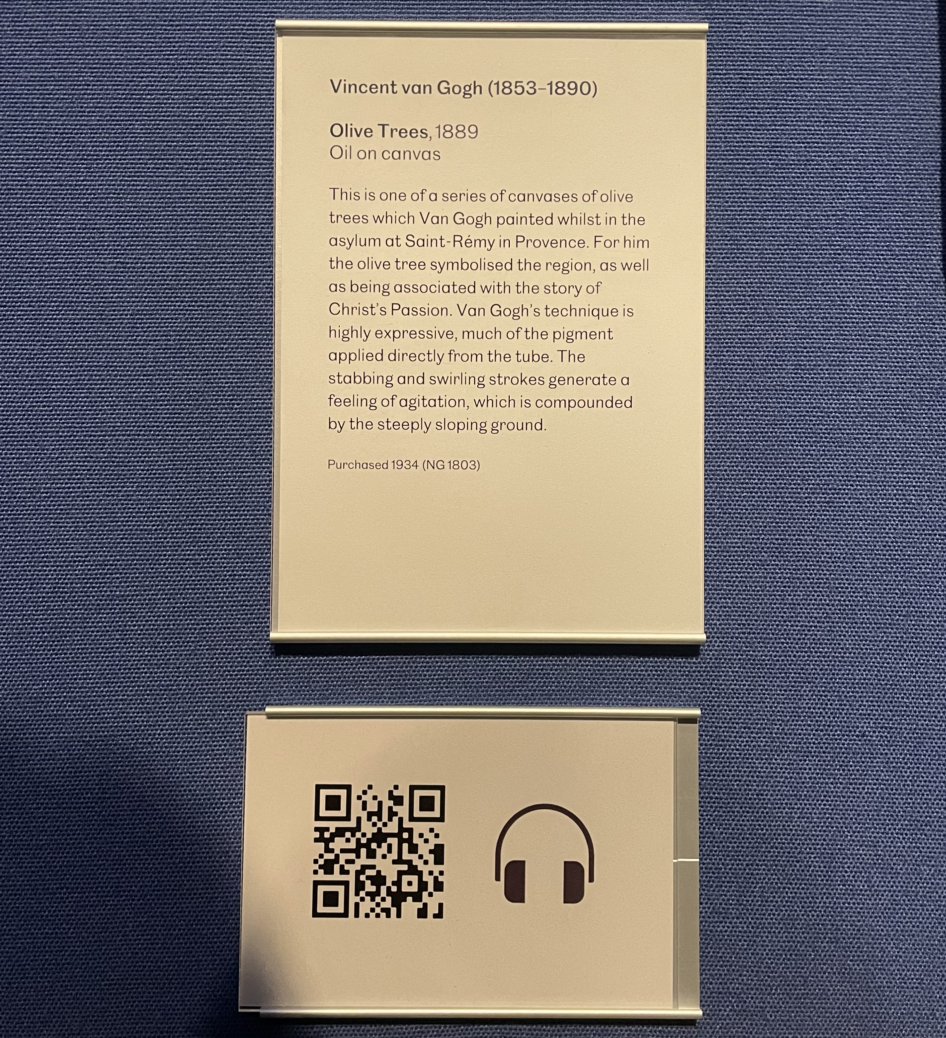 Vincent van Gogh (1853–1890)
Olive Trees, 1889
Oil on canvas
This is one of a series of canvases of olive
trees which Van Gogh painted whilst in the
asylum at Saint-Rémy in Provence. For him
the olive tree symbolised the region, as well
as being associated with the story of
Christ's Passion. Van Gogh's technique is
highly expressive, much of the pigment
applied directly from the tube. The
stabbing and swirling strokes generate a
feeling of agitation, which is compounded
by the steeply sloping ground.
Purchased 1934 (NG 1803)